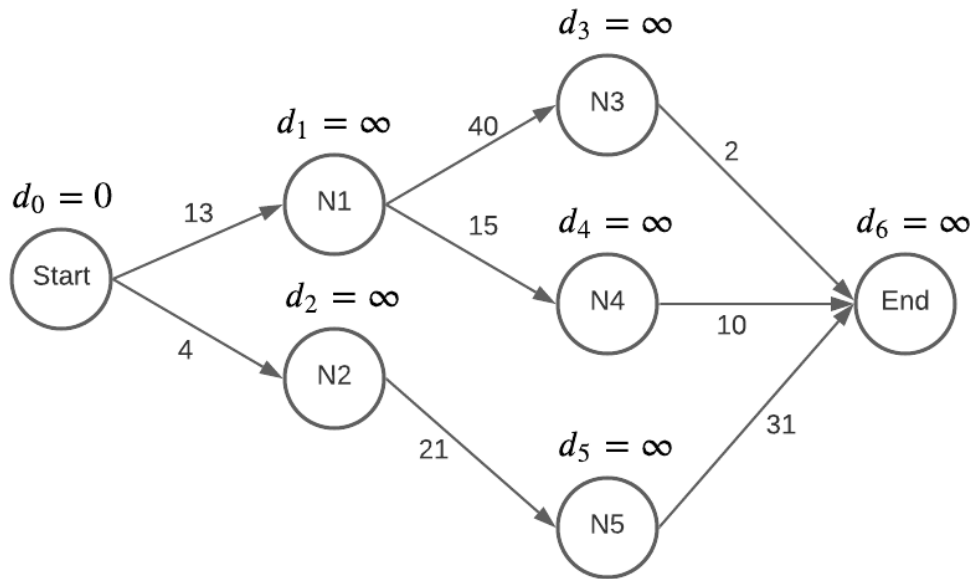 d₃ = ∞
N3
d₁ = ∞
40
2
N1
d₀ = 0
13
15
d₄ = ∞
d₆ = ∞
Start
N4
End
d₂ = ∞
10
4
N2
21
d₅ = ∞
31
N5